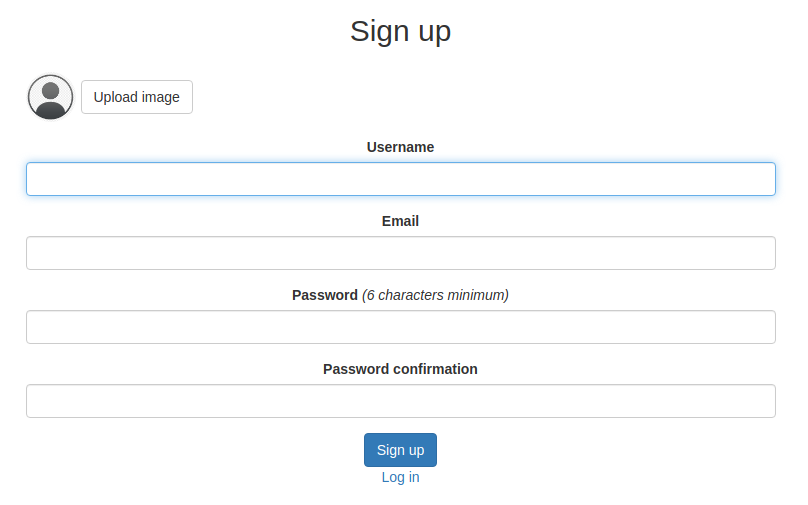 Sign up
Upload image
Username
Email
Password (6 characters minimum)
Password confirmation
Sign up
Log in